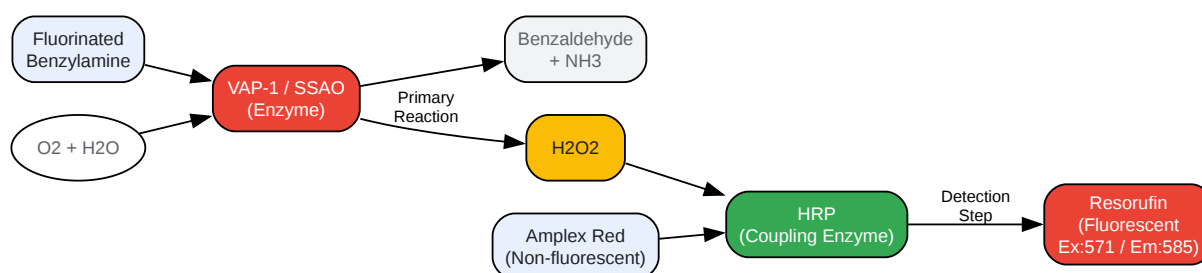 Fluorinated
Benzylamine
O2 + H2O
VAP-1 / SSAO
(Enzyme)
Primary
Reaction
Benzaldehyde
+ NH3
H2O2
Amplex Red
(Non-fluorescent)
HRP
(Coupling Enzyme)
Detection
Step
Resorufin
(Fluorescent
Ex:571 / Em:585)